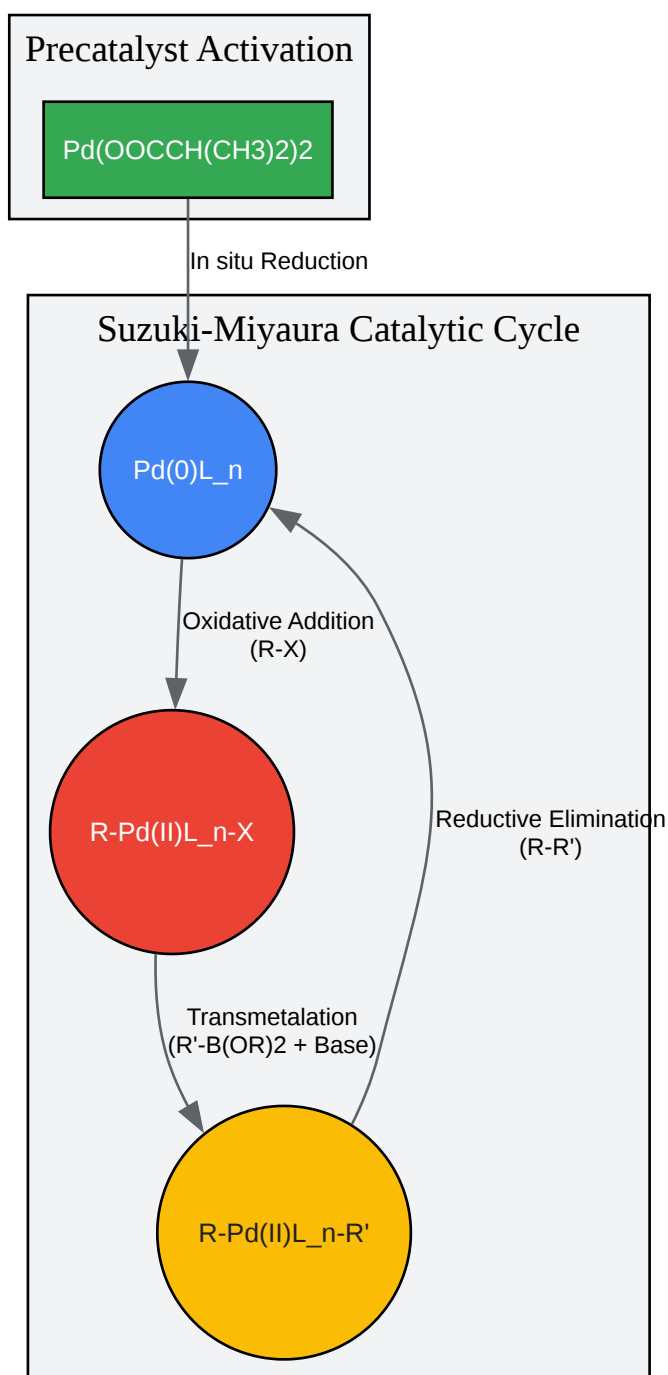 Precatalyst Activation
Pd(OOCCH(CH3)2)2
In situ Reduction
Suzuki-Miyaura Catalytic Cycle
Pd(0)L_n
Oxidative Addition
(R-X)
R-Pd(II)L_n-X
Reductive Elimination
(R-R')
Transmetalation
(R'-B(OR)2 + Base)
R-Pd(II)L_n-R'